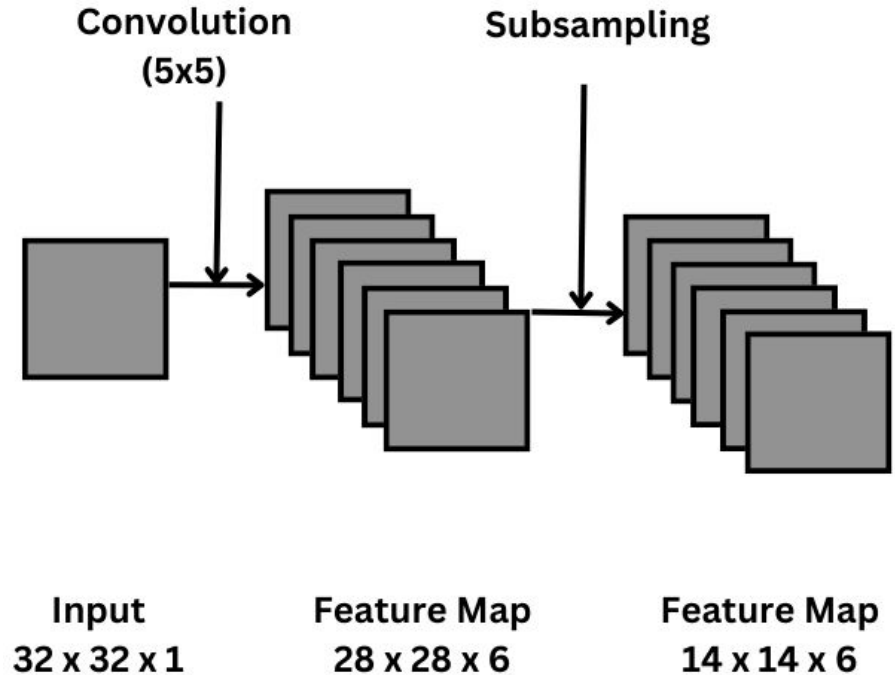 Convolution
(5x5)
Subsampling
Input
32 x 32 x 1
Feature Map
28 x 28 x 6
Feature Map
14 x 14 x 6